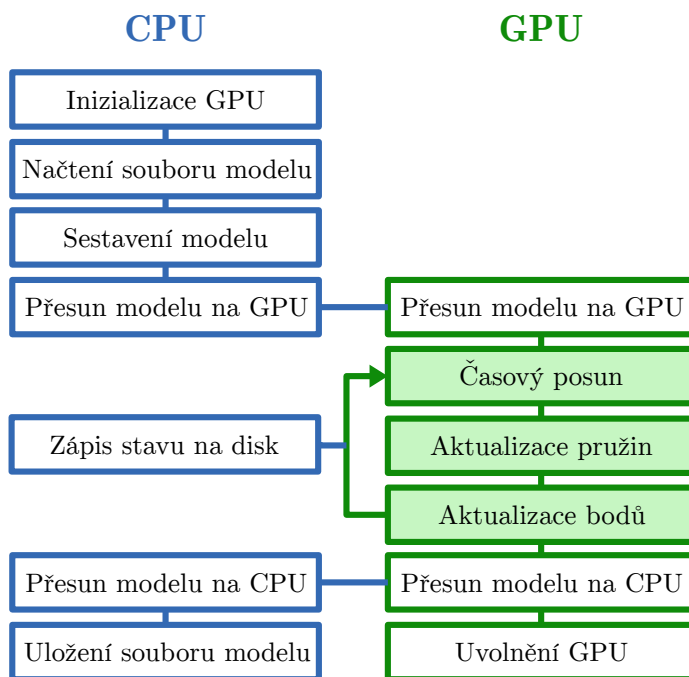 CPU
GPU
Inizializace GPU
Načtení souboru modelu
Sestavení modelu
Přesun modelu na GPU
Přesun modelu na GPU
Časový posun
Zápis stavu na disk
Aktualizace pružin
Aktualizace bodů
Přesun modelu na CPU
Přesun modelu na CPU
Uložení souboru modelu
Uvolnění GPU